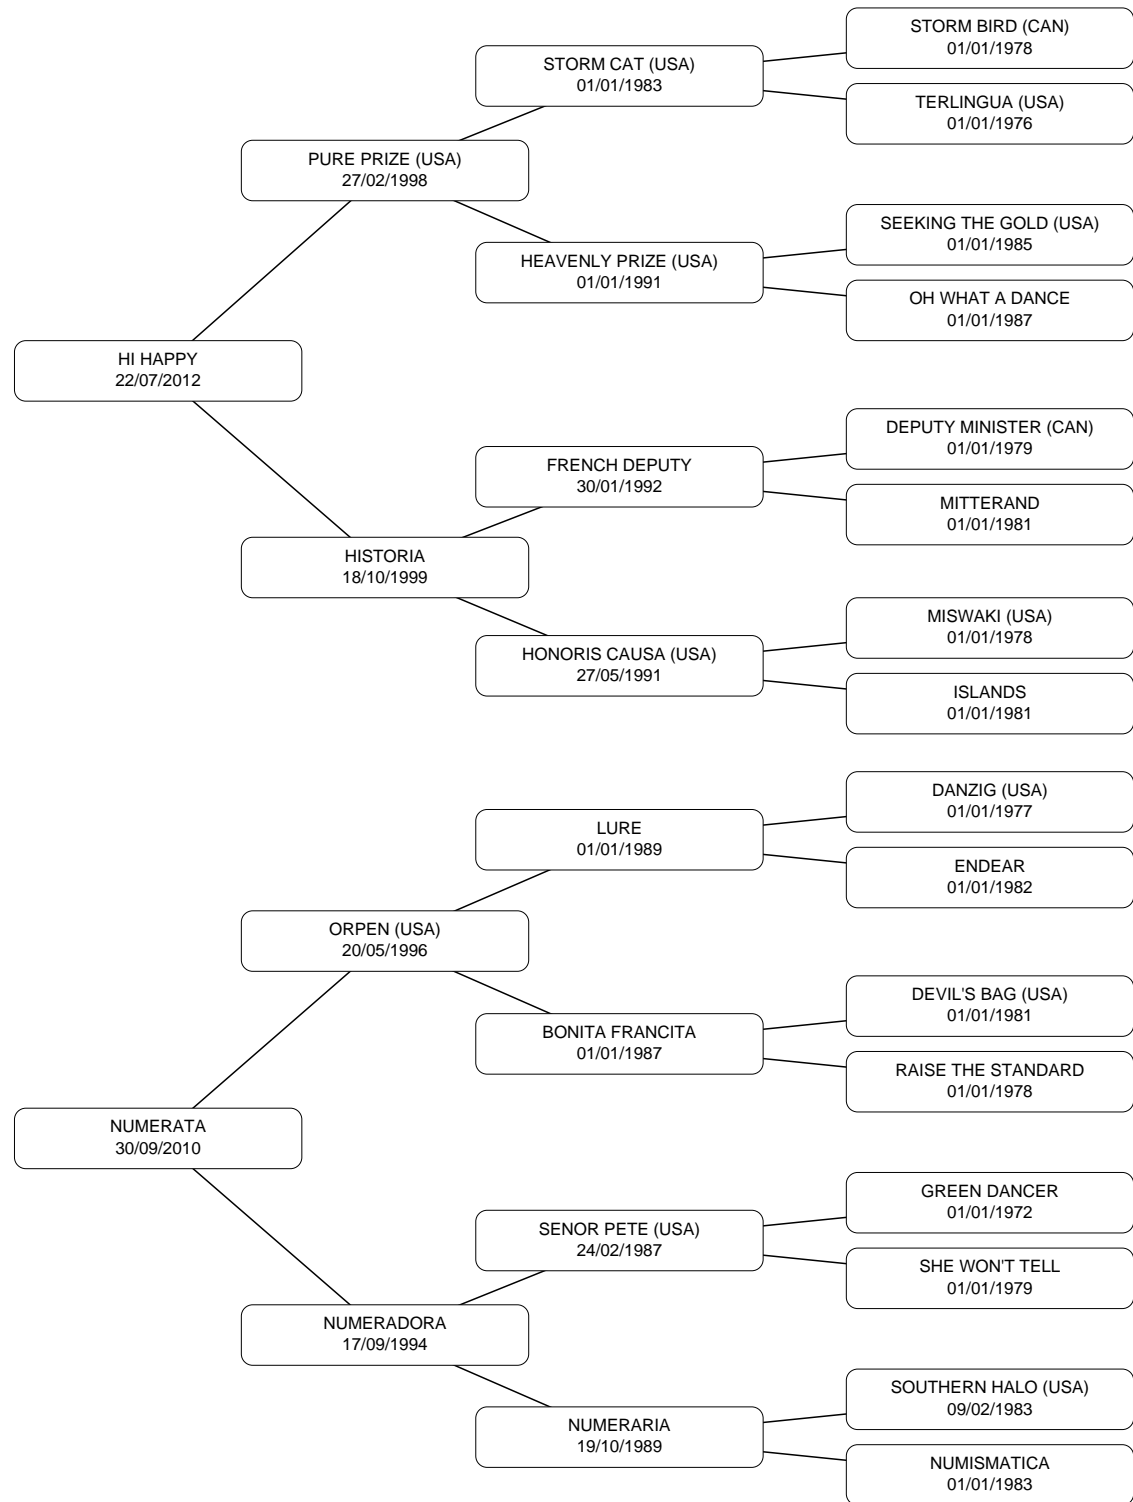 STORM BIRD (CAN)
01/01/1978
STORM CAT (USA)
01/01/1983
TERLINGUA (USA)
01/01/1976
PURE PRIZE (USA)
27/02/1998
SEEKING THE GOLD (USA)
01/01/1985
HEAVENLY PRIZE (USA)
01/01/1991
OH WHAT A DANCE
01/01/1987
HI HAPPY
22/07/2012
DEPUTY MINISTER (CAN)
01/01/1979
FRENCH DEPUTY
30/01/1992
MITTERAND
01/01/1981
HISTORIA
18/10/1999
MISWAKI (USA)
01/01/1978
HONORIS CAUSA (USA)
27/05/1991
ISLANDS
01/01/1981
DANZIG (USA)
01/01/1977
LURE
01/01/1989
ENDEAR
01/01/1982
ORPEN (USA)
20/05/1996
DEVIL'S BAG (USA)
01/01/1981
BONITA FRANCITA
01/01/1987
RAISE THE STANDARD
01/01/1978
NUMERATA
30/09/2010
GREEN DANCER
01/01/1972
SENOR PETE (USA)
24/02/1987
SHE WON'T TELL
01/01/1979
NUMERADORA
17/09/1994
SOUTHERN HALO (USA)
09/02/1983
NUMERARIA
19/10/1989
NUMISMATICA
01/01/1983